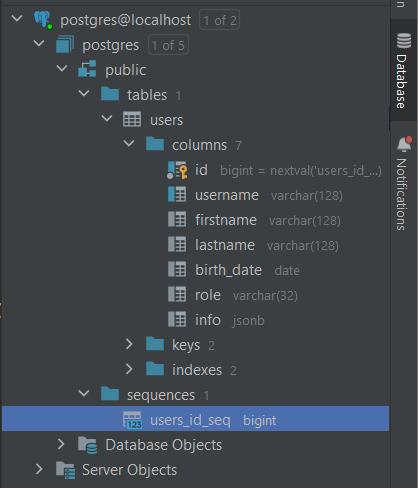 postgres@localhost 1 of 2
postgres 1 of 5
public
tables 1
users
columns 7
id bigint = nextval('users_id_...)
username varchar(128)
firstname varchar(128)
lastname varchar(128)
birth_date date
role varchar(32)
info jsonb
keys 2
indexes 2
sequences 1
123 users_id_seq bigint
Database Objects
Server Objects
n
Database
Notifications